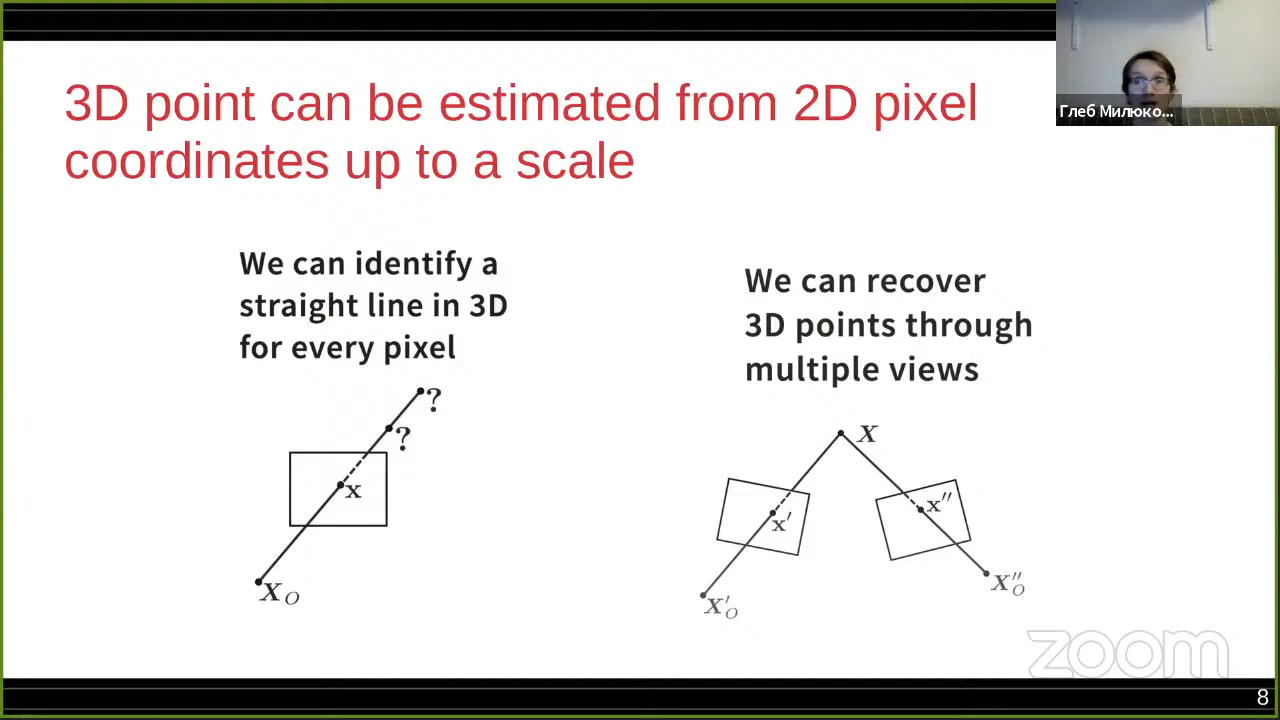 3D point can be estimated from 2D pixel
coordinates up to a scale
Глеб Милюко...
We can identify a
straight line in 3D
for every pixel
?
?
x
X_O
We can recover
3D points through
multiple views
X
x′
x″
X′_O
X″_O
zoom
8